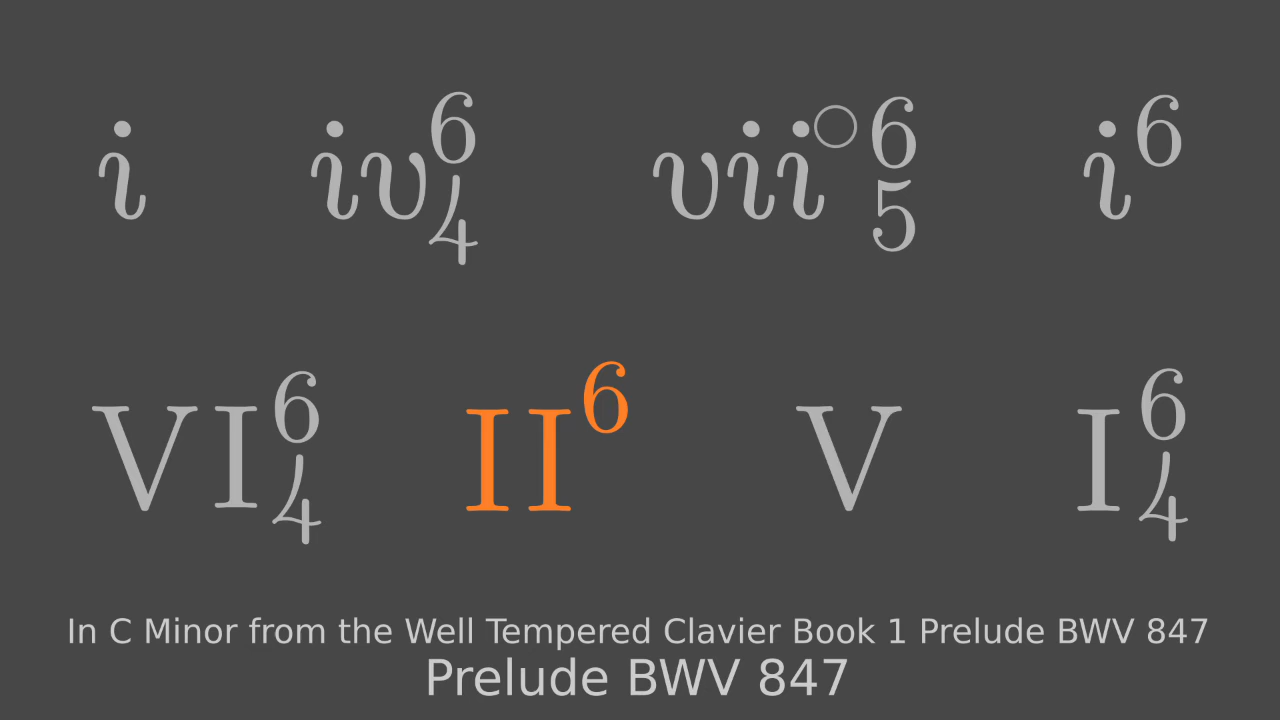 i iv6/4 vii°6/5 i6
VI6/4 II6 V I6/4
In C Minor from the Well Tempered Clavier Book 1 Prelude BWV 847
Prelude BWV 847